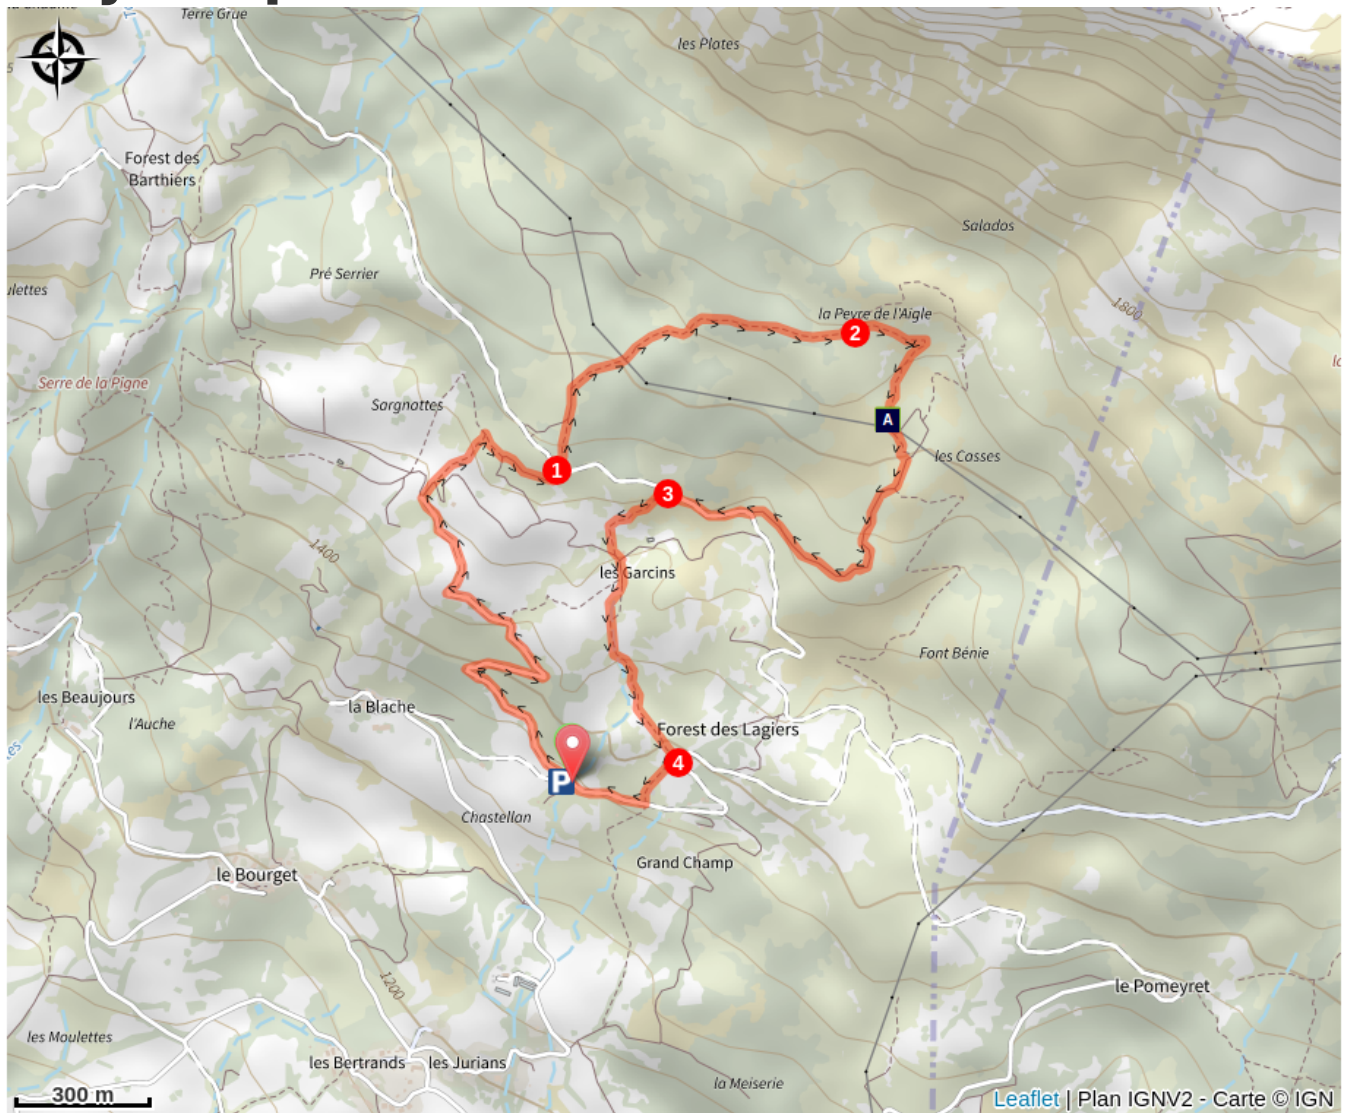 Terre Grue
les Plates
Forest des
Barthiers
Salados
Pré Serrier
1800
la Peyre de l'Aigle
2
Serre de la Pigne
Sargnattes
A
les Casses
1
3
1400
les Garcins
Font Bénie
les Beaujours
la Blache
l'Auche
Forest des Lagiers
4
P
Chastellan
Grand Champ
le Bourget
1200
le Pomeyret
les Moulettes
les Bertrands
les Jurians
la Meiserie
300 m
Leaflet | Plan IGNV2 - Carte © IGN